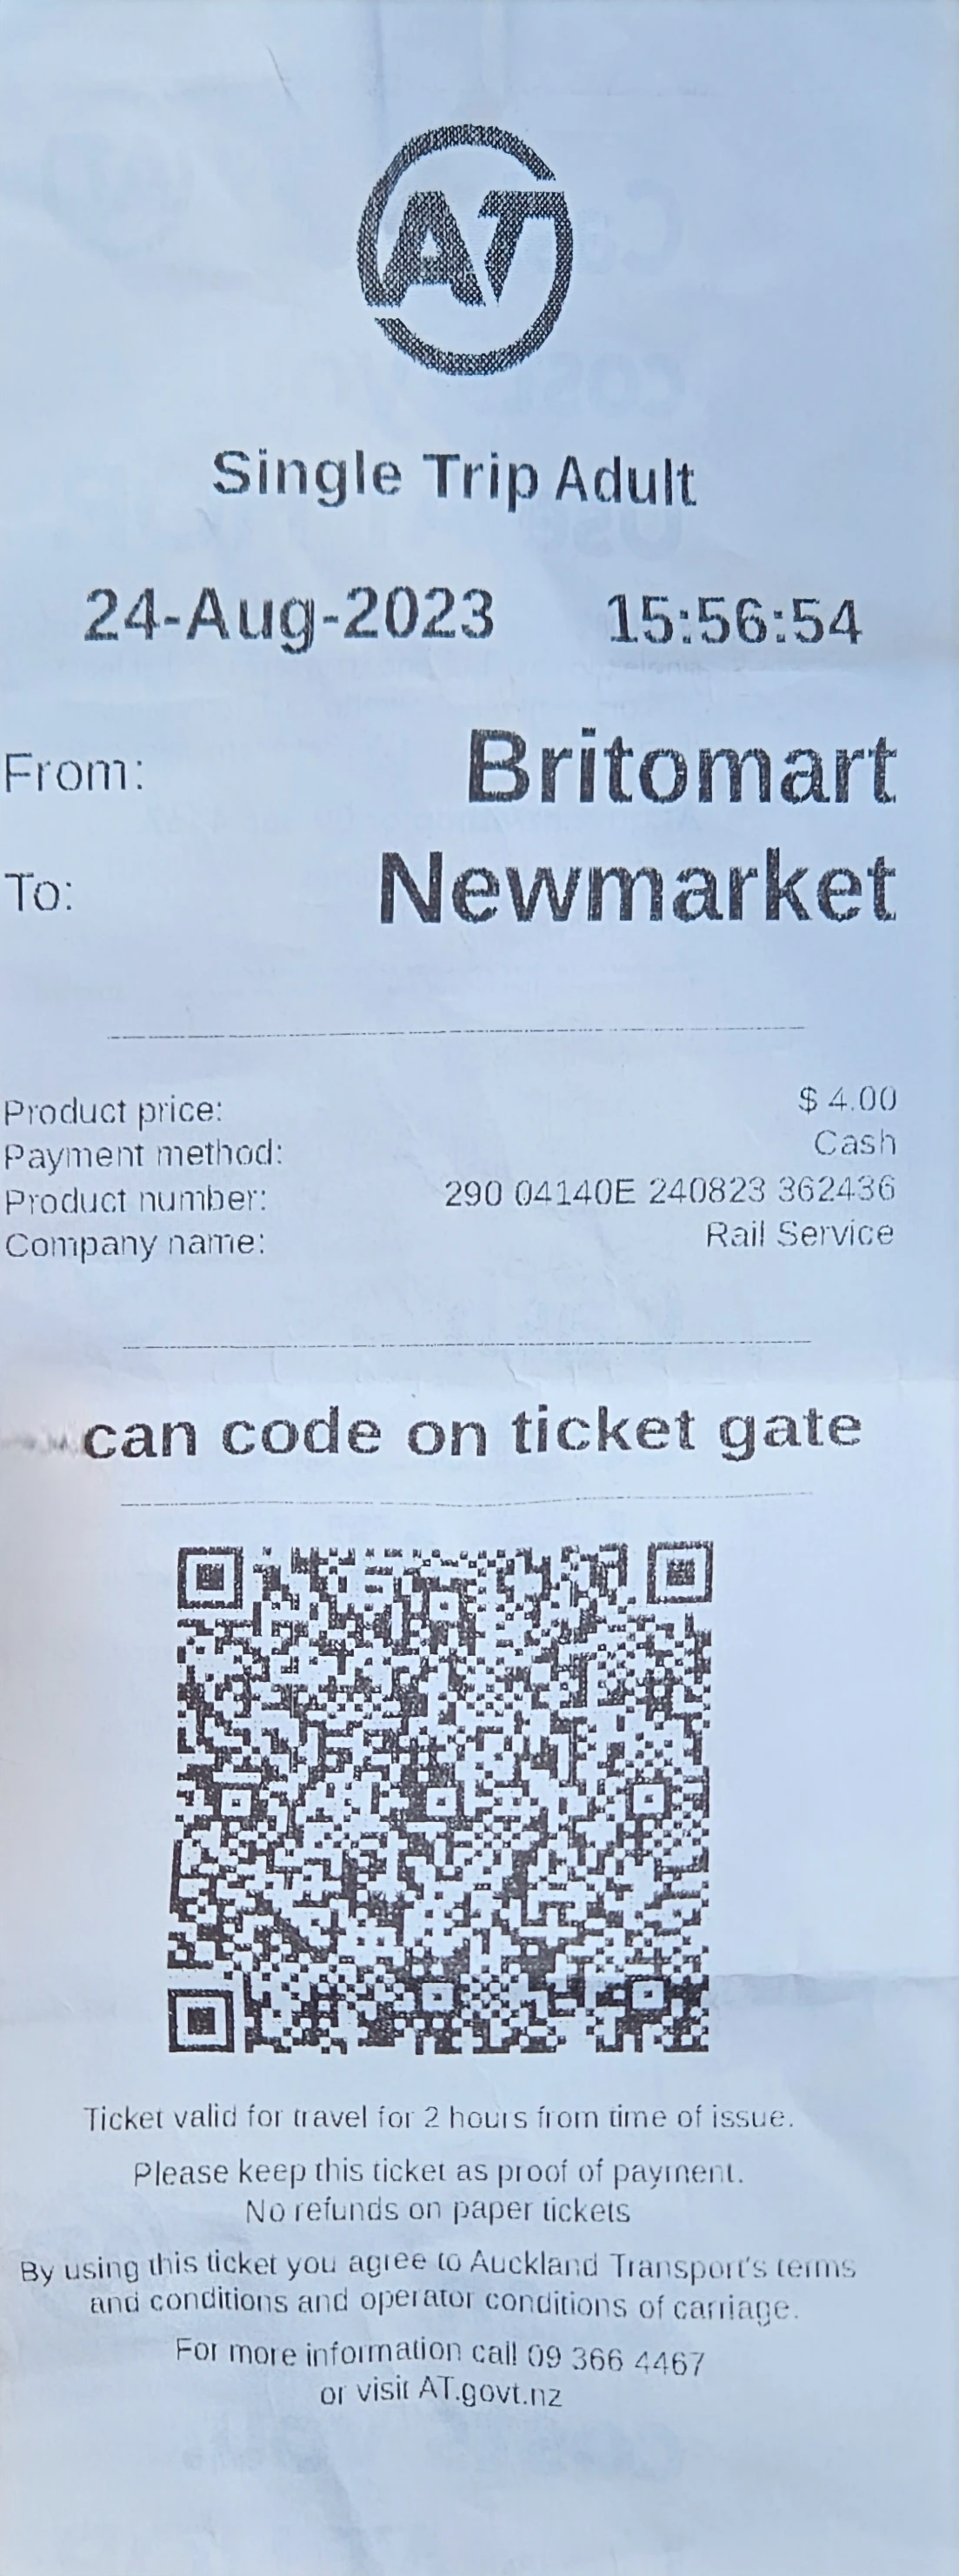 AT
Single Trip Adult
24-Aug-2023 15:56:54
From: Britomart
To: Newmarket
Product price: $ 4.00
Payment method: Cash
Product number: 290 04140E 240823 362436
Company name: Rail Service
can code on ticket gate
Ticket valid for travel for 2 hours from time of issue.
Please keep this ticket as proof of payment.
No refunds on paper tickets
By using this ticket you agree to Auckland Transport's terms
and conditions and operator conditions of carriage.
For more information call 09 366 4467
or visit AT.govt.nz